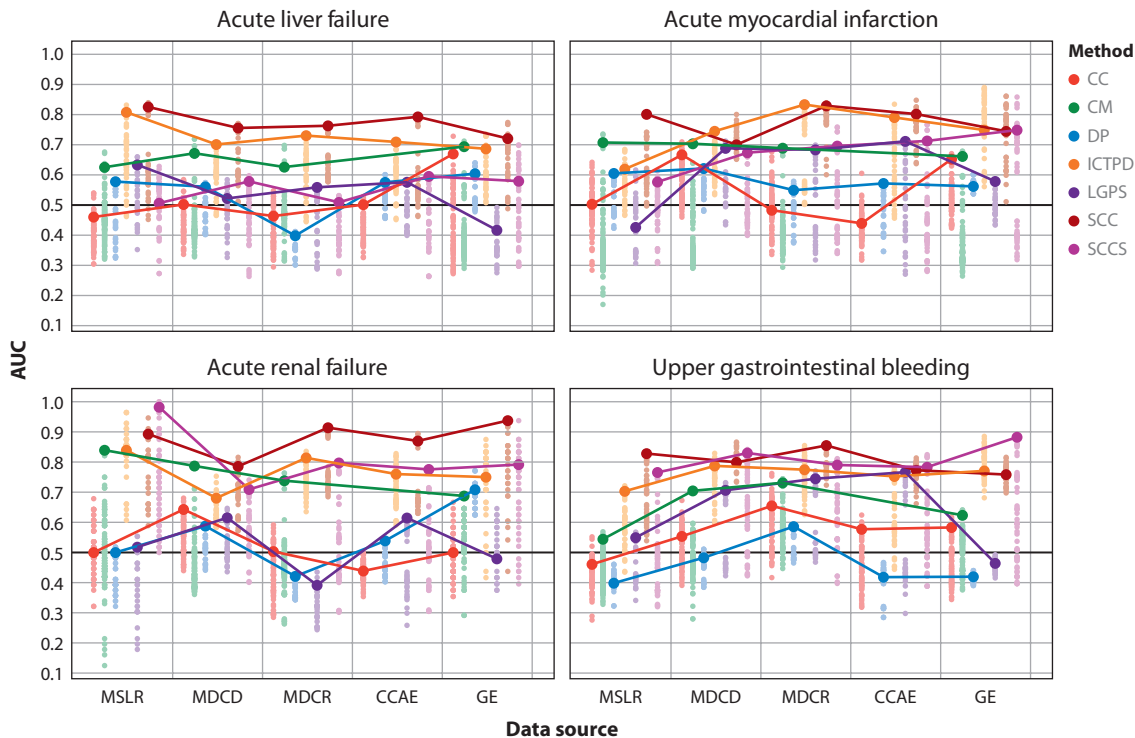 Acute liver failure
Acute myocardial infarction
Method
CC
CM
DP
ICTPD
LGPS
SCC
SCCS
1.0
0.9
0.8
0.7
0.6
0.5
0.4
0.3
0.2
0.1
AUC
Acute renal failure
Upper gastrointestinal bleeding
1.0
0.9
0.8
0.7
0.6
0.5
0.4
0.3
0.2
0.1
MSLR MDCD MDCR CCAE GE
MSLR MDCD MDCR CCAE GE
Data source